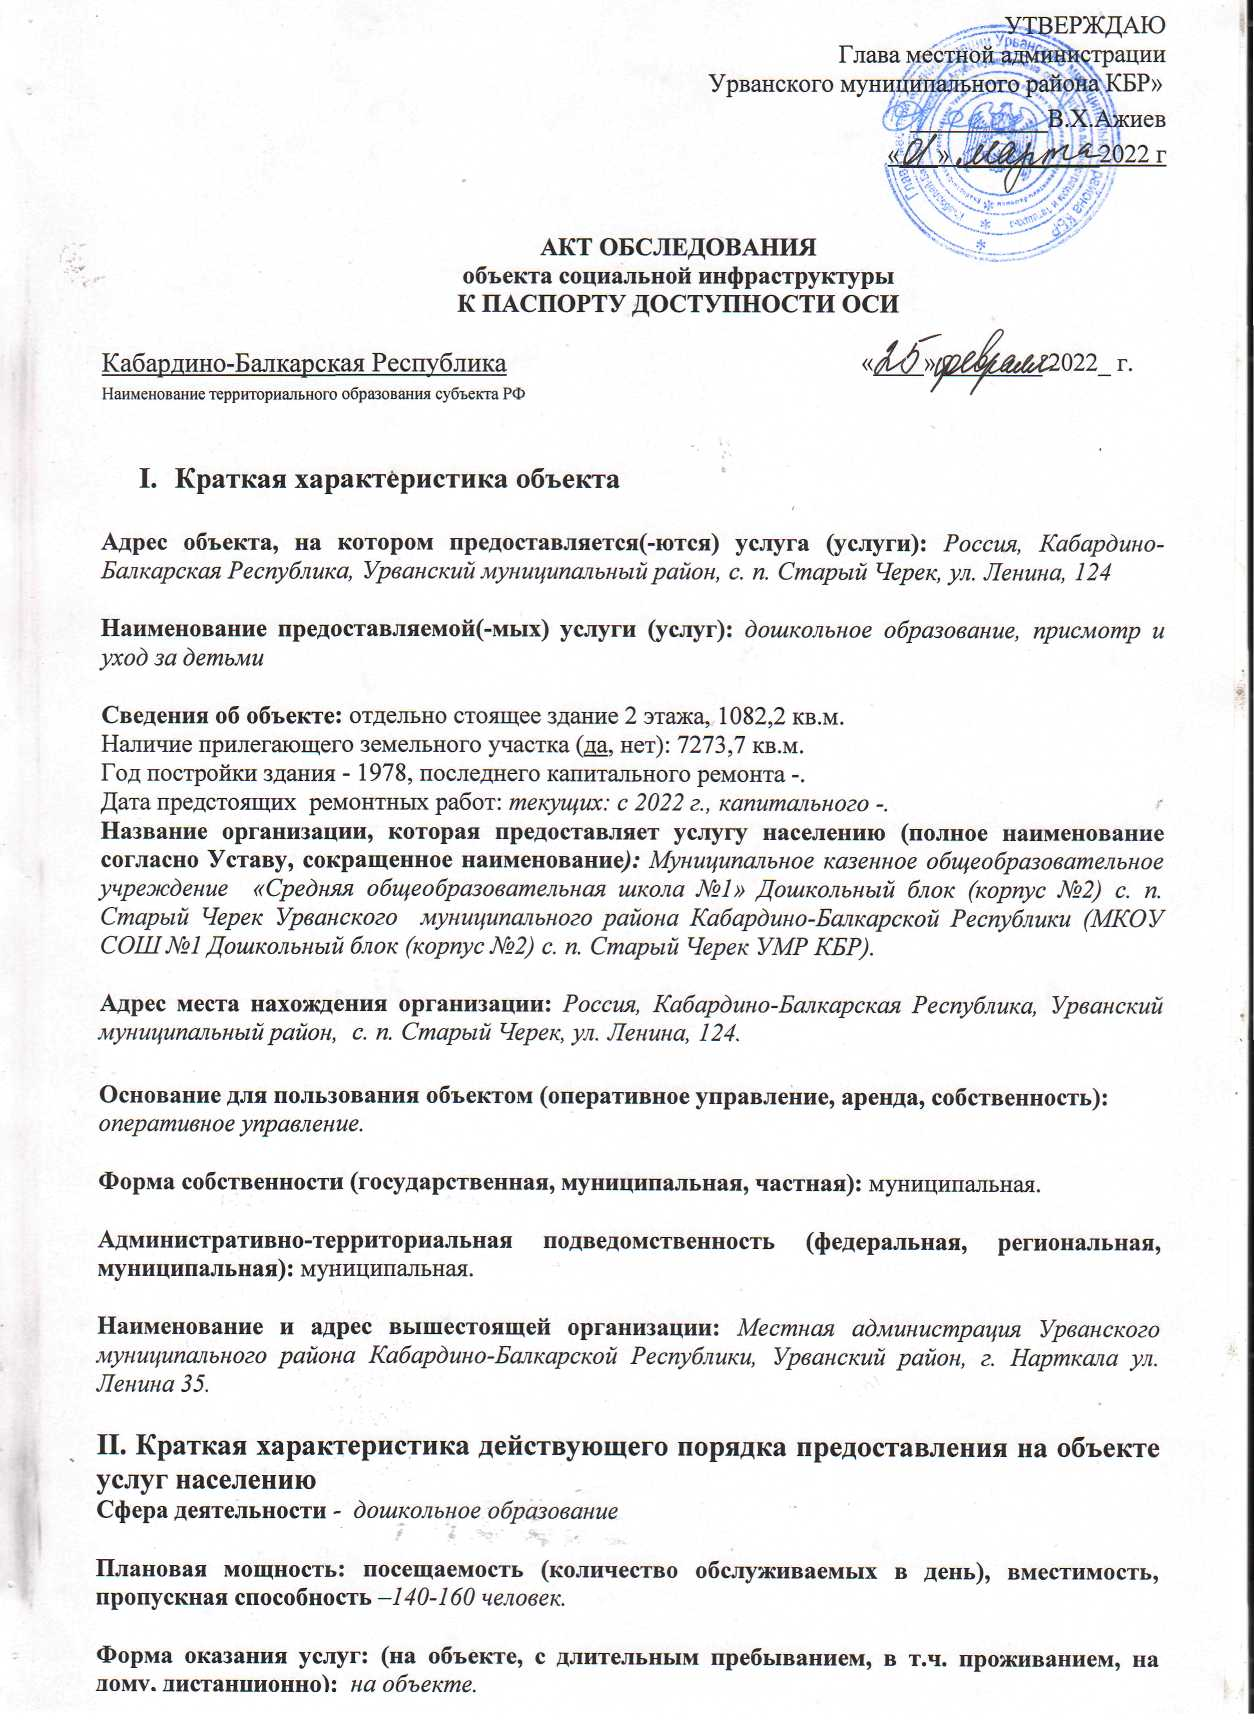 УТВЕРЖДАЮ
Глава местной администрации
Урванского муниципального района КБР»
___________В.Х.Ажиев
«01» марта 2022 г
АКТ ОБСЛЕДОВАНИЯ
объекта социальной инфраструктуры
К ПАСПОРТУ ДОСТУПНОСТИ ОСИ
Кабардино-Балкарская Республика «25» февраля 2022_ г.
Наименование территориального образования субъекта РФ
I. Краткая характеристика объекта
Адрес объекта, на котором предоставляется(-ются) услуга (услуги): Россия, Кабардино-
Балкарская Республика, Урванский муниципальный район, с. п. Старый Черек, ул. Ленина, 124
Наименование предоставляемой(-мых) услуги (услуг): дошкольное образование, присмотр и
уход за детьми
Сведения об объекте: отдельно стоящее здание 2 этажа, 1082,2 кв.м.
Наличие прилегающего земельного участка (да, нет): 7273,7 кв.м.
Год постройки здания - 1978, последнего капитального ремонта -.
Дата предстоящих ремонтных работ: текущих: с 2022 г., капитального -.
Название организации, которая предоставляет услугу населению (полное наименование
согласно Уставу, сокращенное наименование): Муниципальное казенное общеобразовательное
учреждение «Средняя общеобразовательная школа №1» Дошкольный блок (корпус №2) с. п.
Старый Черек Урванского муниципального района Кабардино-Балкарской Республики (МКОУ
СОШ №1 Дошкольный блок (корпус №2) с. п. Старый Черек УМР КБР).
Адрес места нахождения организации: Россия, Кабардино-Балкарская Республика, Урванский
муниципальный район, с. п. Старый Черек, ул. Ленина, 124.
Основание для пользования объектом (оперативное управление, аренда, собственность):
оперативное управление.
Форма собственности (государственная, муниципальная, частная): муниципальная.
Административно-территориальная подведомственность (федеральная, региональная,
муниципальная): муниципальная.
Наименование и адрес вышестоящей организации: Местная администрация Урванского
муниципального района Кабардино-Балкарской Республики, Урванский район, г. Нарткала ул.
Ленина 35.
II. Краткая характеристика действующего порядка предоставления на объекте
услуг населению
Сфера деятельности - дошкольное образование
Плановая мощность: посещаемость (количество обслуживаемых в день), вместимость,
пропускная способность –140-160 человек.
Форма оказания услуг: (на объекте, с длительным пребыванием, в т.ч. проживанием, на
дому, дистанционно): на объекте.